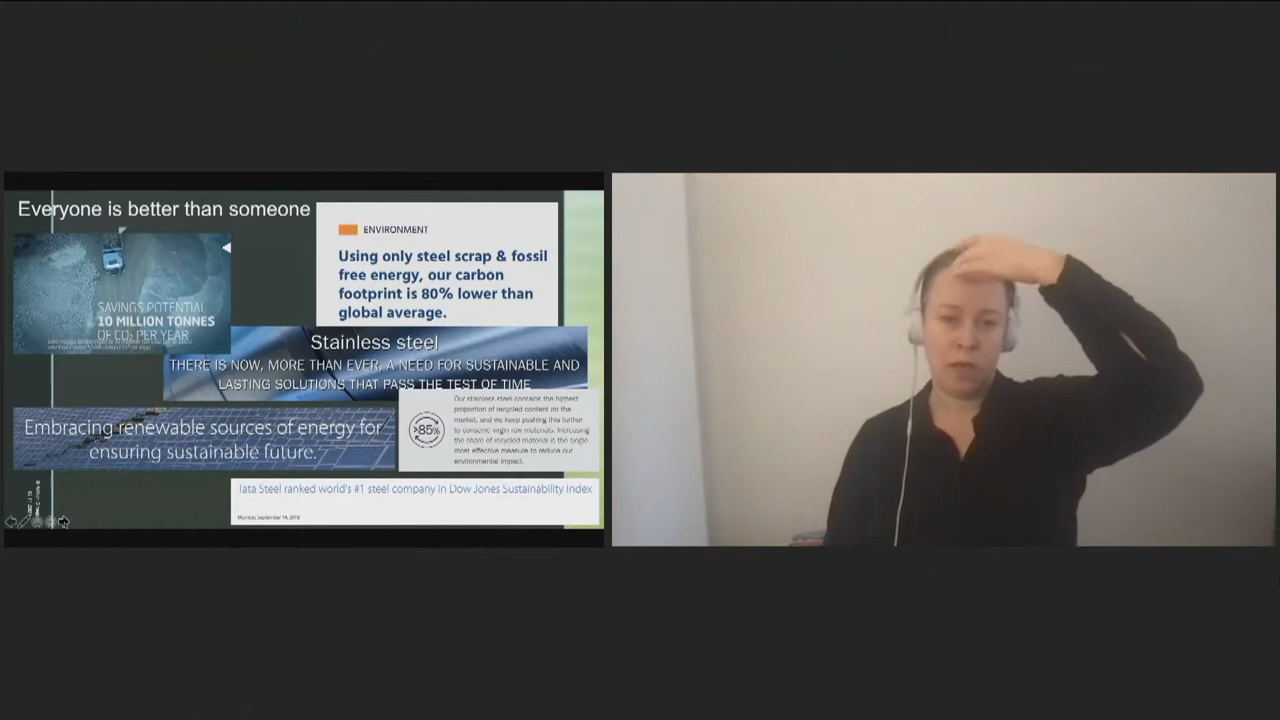 Everyone is better than someone
ENVIRONMENT
Using only steel scrap & fossil
free energy, our carbon
footprint is 80% lower than
global average.
SAVINGS POTENTIAL
10 MILLION TONNES
OF CO₂ PER YEAR
Stainless steel
THERE IS NOW, MORE THAN EVER, A NEED FOR SUSTAINABLE AND
LASTING SOLUTIONS THAT PASS THE TEST OF TIME
Embracing renewable sources of energy for
ensuring sustainable future.
>85%
Our stainless steel contains the highest
proportion of recycled content on the
market, and we keep pushing this further
to conserve virgin raw materials. Increasing
the share of recycled material is the single
most effective measure to reduce our
environmental impact.
Tata Steel ranked world's #1 steel company in Dow Jones Sustainability Index